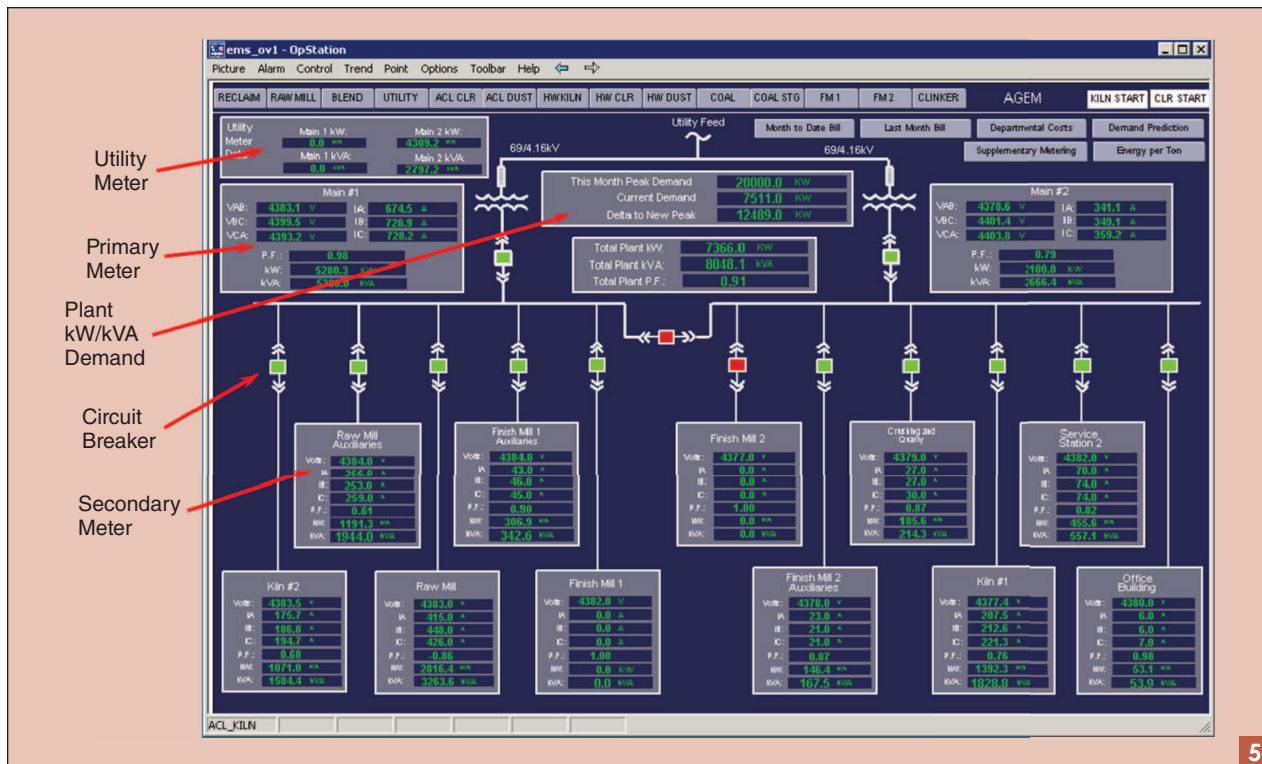 ems_ov1 - OpStation
Picture Alarm Control Trend Point Options Toolbar Help
RECLAIM RAW MILL BLEND UTILITY ACL CLR ACL DUST HW KILN HW CLR HW DUST COAL COAL STG FM 1 FM 2 CLINKER AGEM KILN START CLR START
Utility Meter
Primary Meter
Plant kW/kVA Demand
Circuit Breaker
Secondary Meter
Utility Meter
Main 1 kW: Main 2 kW:
0.0 4309.2
Main 1 kVA: Main 2 kVA:
0.0 2797.2
Utility Feed
69/4.16kV 69/4.16kV
Month to Date Bill Last Month Bill Departmental Costs Demand Prediction
Supplementary Metering Energy per Ton
This Month Peak Demand 20000.0 KW
Current Demand 7511.0 KW
Delta to New Peak 12489.0 KW
Total Plant kW: 7366.0 KW
Total Plant kVA: 8048.1 kVA
Total Plant P.F.: 0.91
Main #1
VAB: 4383.1 V IA: 674.5 A
VBC: 4399.5 V IB: 728.9 A
VCA: 4393.2 V IC: 728.2 A
P.F.: 0.98
kW: 5280.3
kVA: kVA
Main #2
VAB: 4378.6 V IA: 341.1 A
VBC: 4401.4 V IB: 349.1 A
VCA: 4403.8 V IC: 359.2 A
P.F.: 0.79
kW: 2100.0 KW
kVA: 2666.4 kVA
Raw Mill
Auxiliaries
Volts: 4384.0 V
IA:
IB: 253.0 A
IC: 259.0 A
P.F.: 0.61
kW: 1191.3
kVA: 1944.0 kVA
Finish Mill 1
Auxiliaries
Volts: 4384.0 V
IA: 43.0 A
IB: 46.0 A
IC: 45.0 A
P.F.: 0.90
kW: 306.9
kVA: 342.6 kVA
Finish Mill 2
Volts: 4377.0 V
IA: 0.0 A
IB: 0.0 A
IC: 0.0 A
P.F.: 1.00
kW: 0.0
kVA: 0.0 kVA
Crushing and
Quarry
Volts: 4379.0 V
IA: 27.0 A
IB: 27.0 A
IC: 30.0 A
P.F.: 0.87
kW: 185.6
kVA: 214.3 kVA
Service
Station 2
Volts: 4382.0 V
IA: 70.0 A
IB: 74.0 A
IC: 74.0 A
P.F.: 0.82
kW: 455.6
kVA: 557.1 kVA
Kiln #2
Volts: 4383.5 V
IA: 175.7 A
IB: 186.8 A
IC: 194.7 A
P.F.: 0.68
kW: 1071.0
kVA: 1584.4 kVA
Raw Mill
Volts: 4383.0 V
IA: 415.0 A
IB: 448.0 A
IC: 426.0 A
P.F.: -0.86
kW: 2816.4
kVA: 3263.6 kVA
Finish Mill 1
Volts: 4382.0 V
IA: 0.0 A
IB: 0.0 A
IC: 0.0 A
P.F.: 1.00
kW: 0.0 KW
kVA: 0.0 kVA
Finish Mill 2
Auxiliaries
Volts: 4378.0 V
IA: 23.0 A
IB: 21.0 A
IC: 21.0 A
P.F.: 0.87
kW: 146.4
kVA: 167.5 kVA
Kiln #1
Volts: 4377.4 V
IA: 207.5 A
IB: 212.6 A
IC: 221.3 A
P.F.: 0.76
kW: 1392.3
kVA: 1828.8 kVA
Office
Building
Volts: 4380.0 V
IA: 6.0 A
IB: 6.0 A
IC: 7.0 A
P.F.: 0.98
kW: 53.1
kVA: 53.9 kVA
ACL_KILN
5